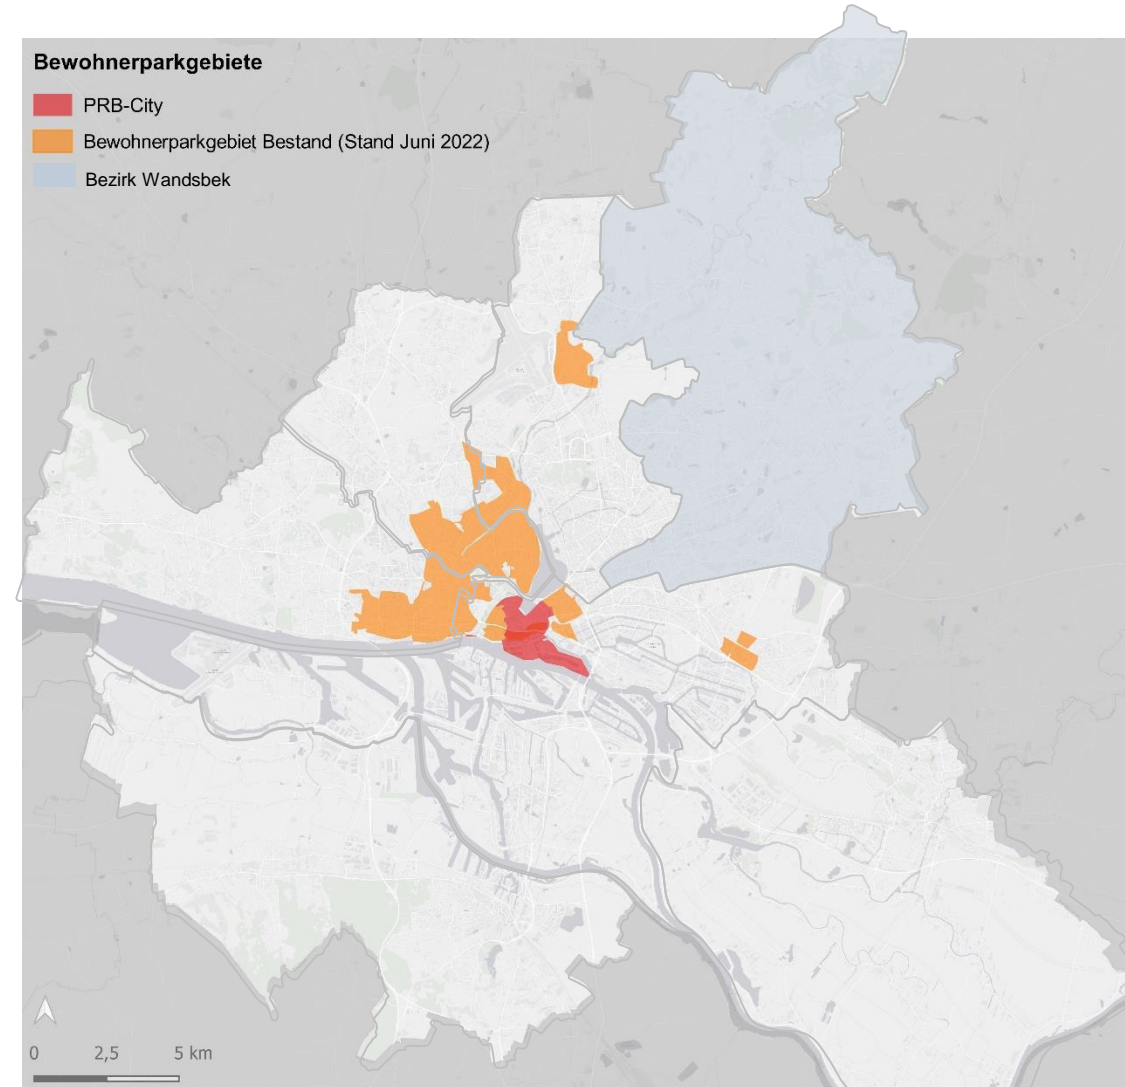 Bewohnerparkgebiete
PRB-City
Bewohnerparkgebiet Bestand (Stand Juni 2022)
Bezirk Wandsbek
0 2,5 5 km